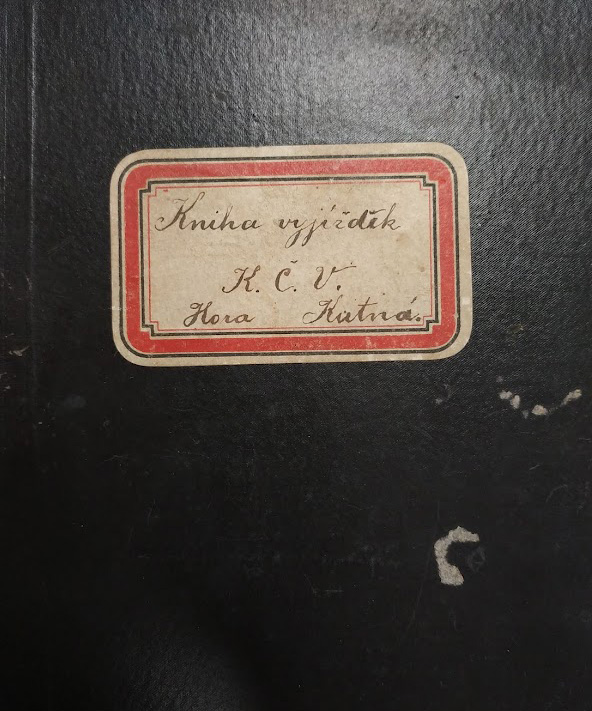 Kniha vyjížděk
K. Č. V.
Hora Kutná.